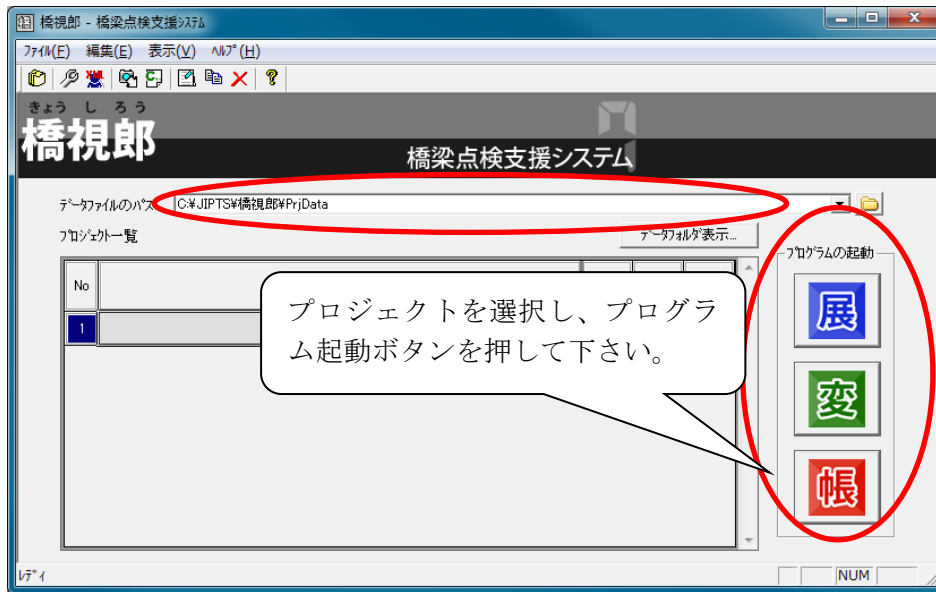 橋視郎 - 橋梁点検支援ｼｽﾃﾑ
ﾌｧｲﾙ(F) 編集(E) 表示(V) ﾍﾙﾌﾟ(H)
きょう し ろう
橋視郎
橋梁点検支援システム
ﾃﾞｰﾀﾌｧｲﾙのﾊﾟｽ C:¥JIPTS¥橋視郎¥PrjData
ﾌﾟﾛｼﾞｪｸﾄ一覧 ﾃﾞｰﾀﾌｫﾙﾀﾞ表示...
ﾌﾟﾛｸﾞﾗﾑの起動
No
1
プロジェクトを選択し、プログラ
ム起動ボタンを押して下さい。
展
変
帳
ﾚﾃﾞｨ NUM